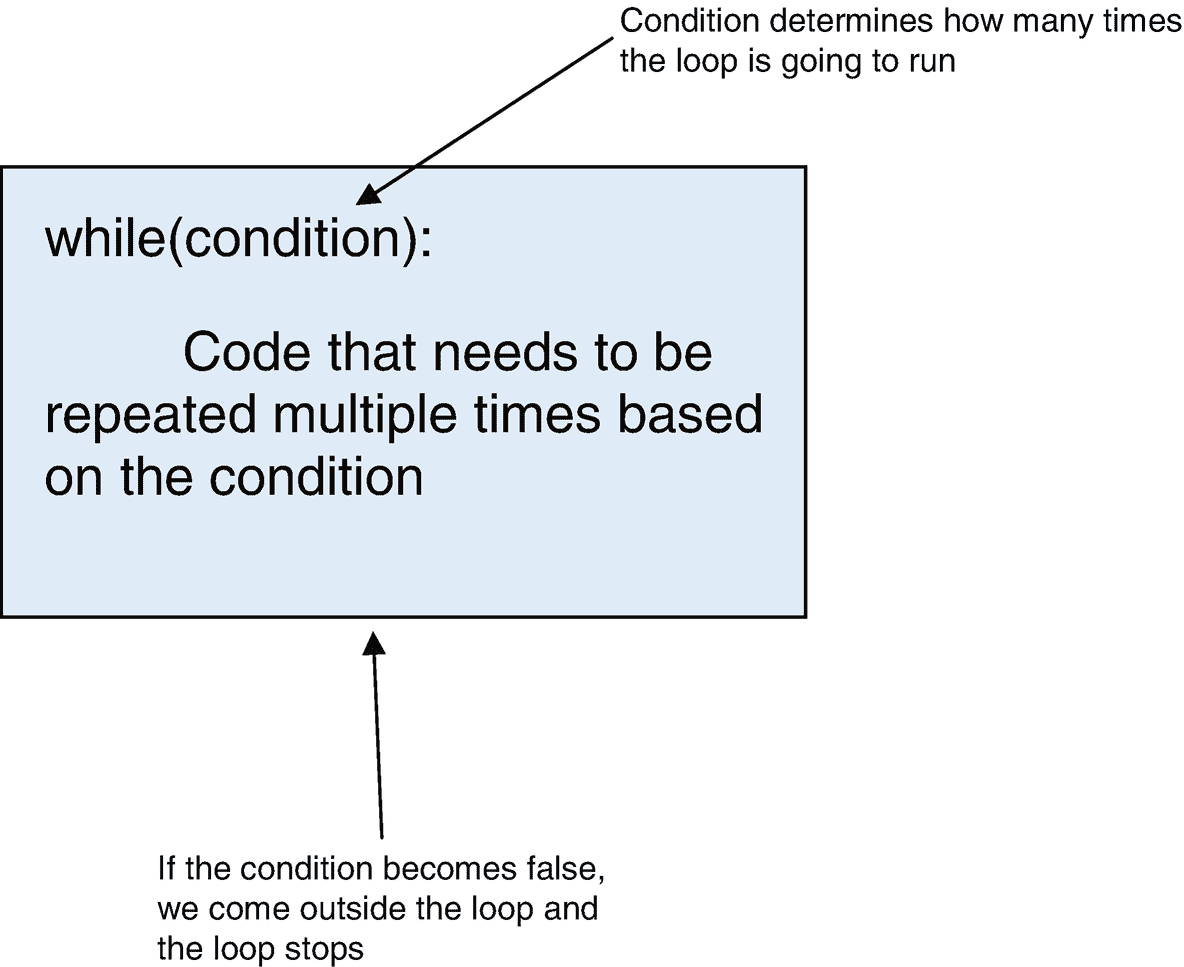 Condition determines how many times
the loop is going to run
while(condition):
Code that needs to be
repeated multiple times based
on the condition
If the condition becomes false,
we come outside the loop and
the loop stops